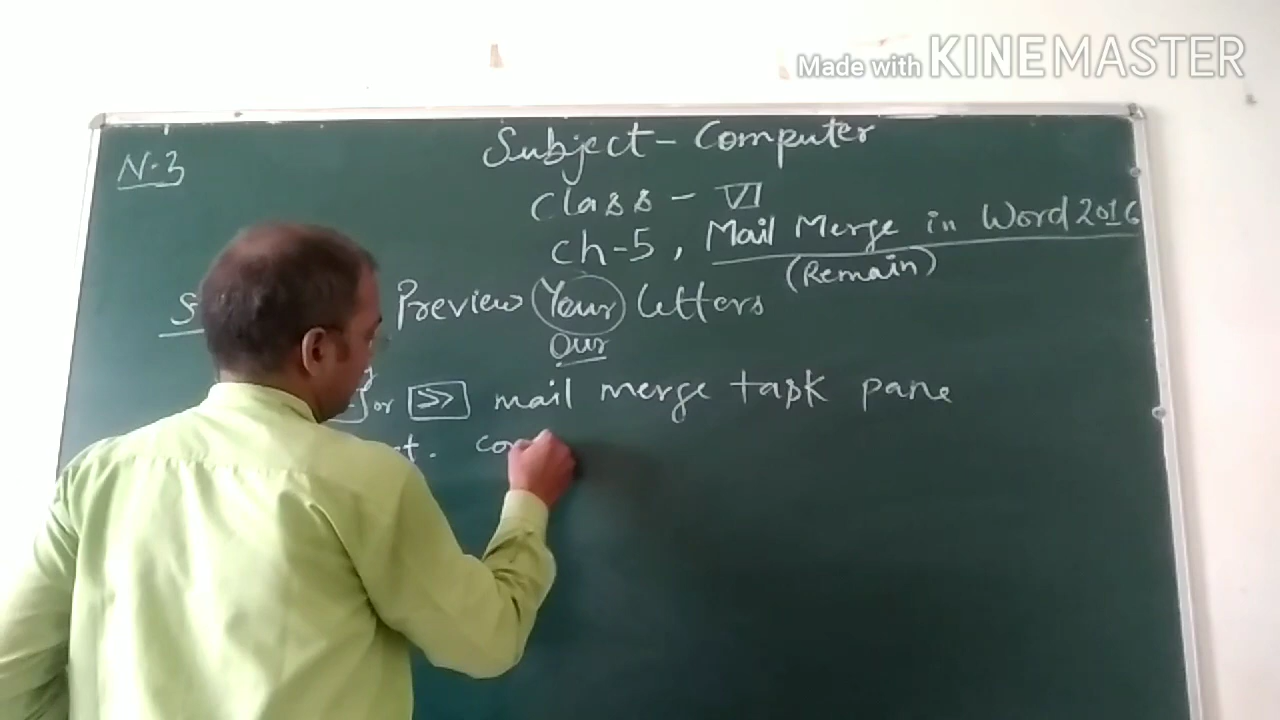 Made with KINEMASTER
N.3
Subject - Computer
Class - VI
Ch-5, Mail Merge in Word 2016
(Remain)
Preview Your letters
Our
or >> mail merge task pane